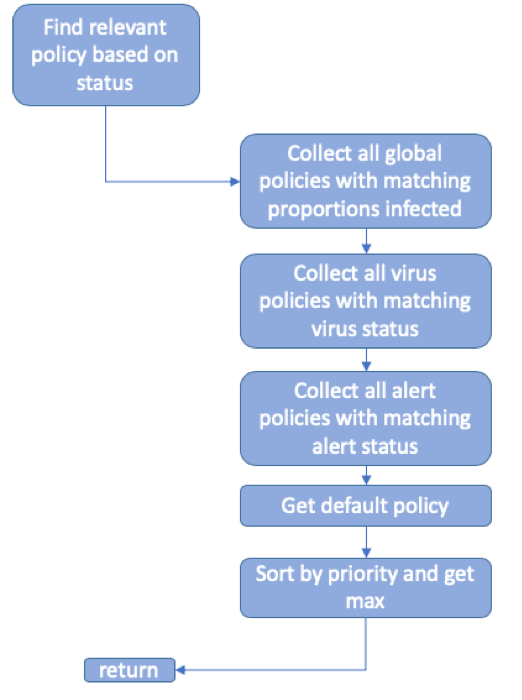 Find relevant
policy based on
status
Collect all global
policies with matching
proportions infected
Collect all virus
policies with matching
virus status
Collect all alert
policies with matching
alert status
Get default policy
Sort by priority and get
max
return